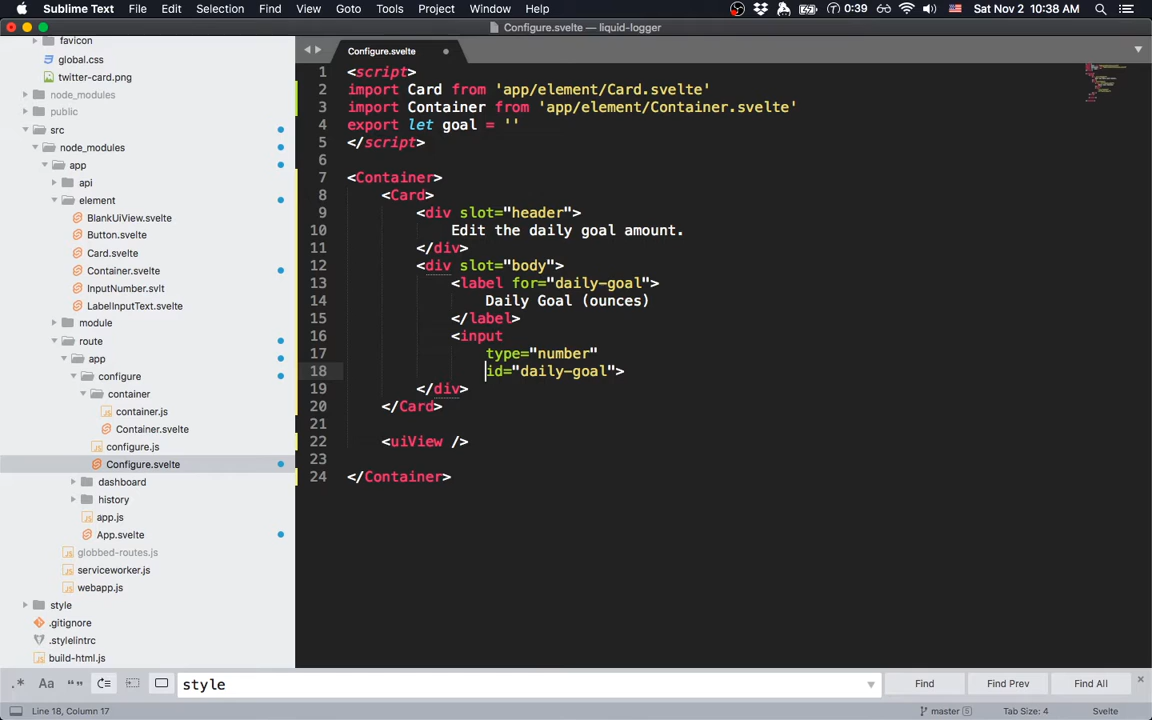 Sublime Text File Edit Selection Find View Goto Tools Project Window Help 0:39 Sat Nov 2 10:38 AM
Configure.svelte — liquid-logger
favicon
global.css
twitter-card.png
node_modules
public
src
node_modules
app
api
element
BlankUiView.svelte
Button.svelte
Card.svelte
Container.svelte
InputNumber.svlt
LabelInputText.svelte
module
route
app
configure
container
container.js
Container.svelte
configure.js
Configure.svelte
dashboard
history
app.js
App.svelte
globbed-routes.js
serviceworker.js
webapp.js
style
.gitignore
.stylelintrc
build-html.js
Configure.svelte
1 <script>
2 import Card from 'app/element/Card.svelte'
3 import Container from 'app/element/Container.svelte'
4 export let goal = ''
5 </script>
6
7 <Container>
8 <Card>
9 <div slot="header">
10 Edit the daily goal amount.
11 </div>
12 <div slot="body">
13 <label for="daily-goal">
14 Daily Goal (ounces)
15 </label>
16 <input
17 type="number"
18 id="daily-goal">
19 </div>
20 </Card>
21
22 <uiView />
23
24 </Container>
.* Aa “” style Find Find Prev Find All
Line 18, Column 17 master 5 Tab Size: 4 Svelte